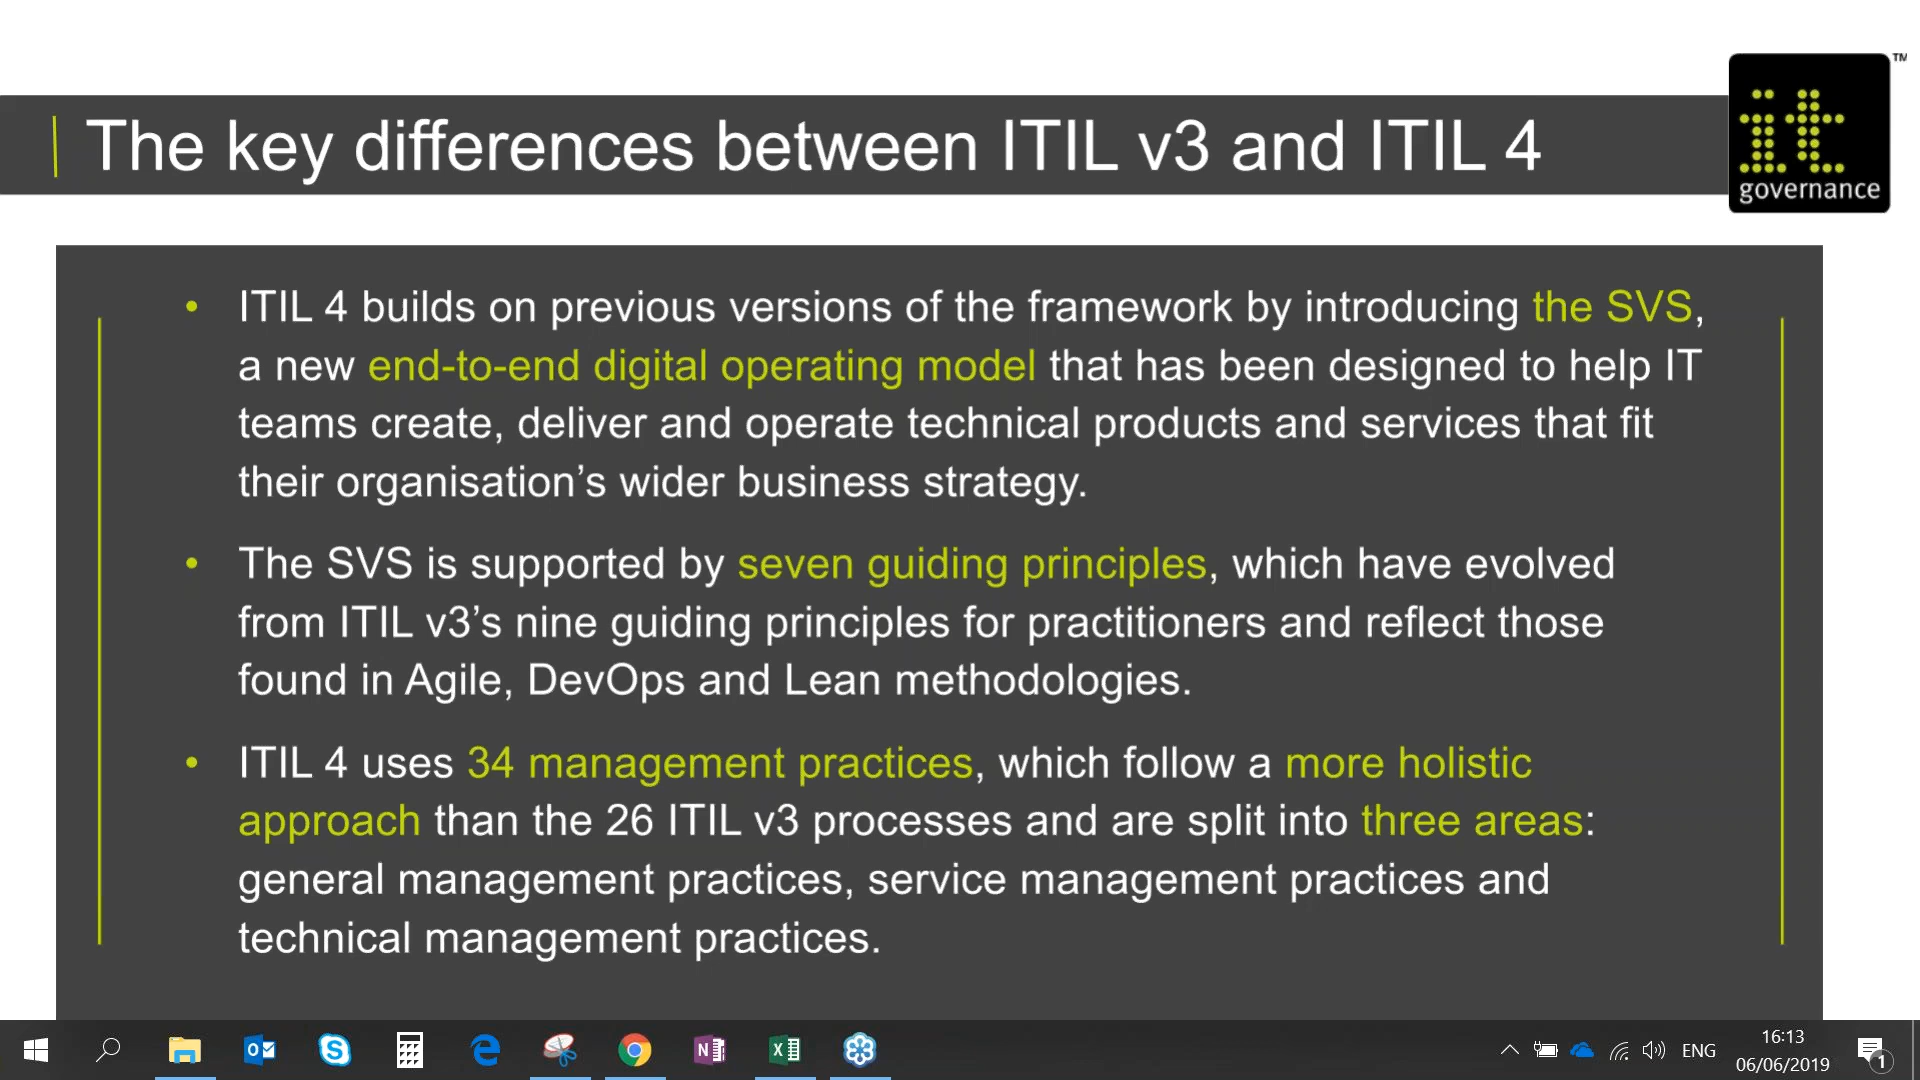 TM
The key differences between ITIL v3 and ITIL 4
it
governance
• ITIL 4 builds on previous versions of the framework by introducing the SVS,
a new end-to-end digital operating model that has been designed to help IT
teams create, deliver and operate technical products and services that fit
their organisation’s wider business strategy.
• The SVS is supported by seven guiding principles, which have evolved
from ITIL v3’s nine guiding principles for practitioners and reflect those
found in Agile, DevOps and Lean methodologies.
• ITIL 4 uses 34 management practices, which follow a more holistic
approach than the 26 ITIL v3 processes and are split into three areas:
general management practices, service management practices and
technical management practices.
ENG
16:13
06/06/2019
1